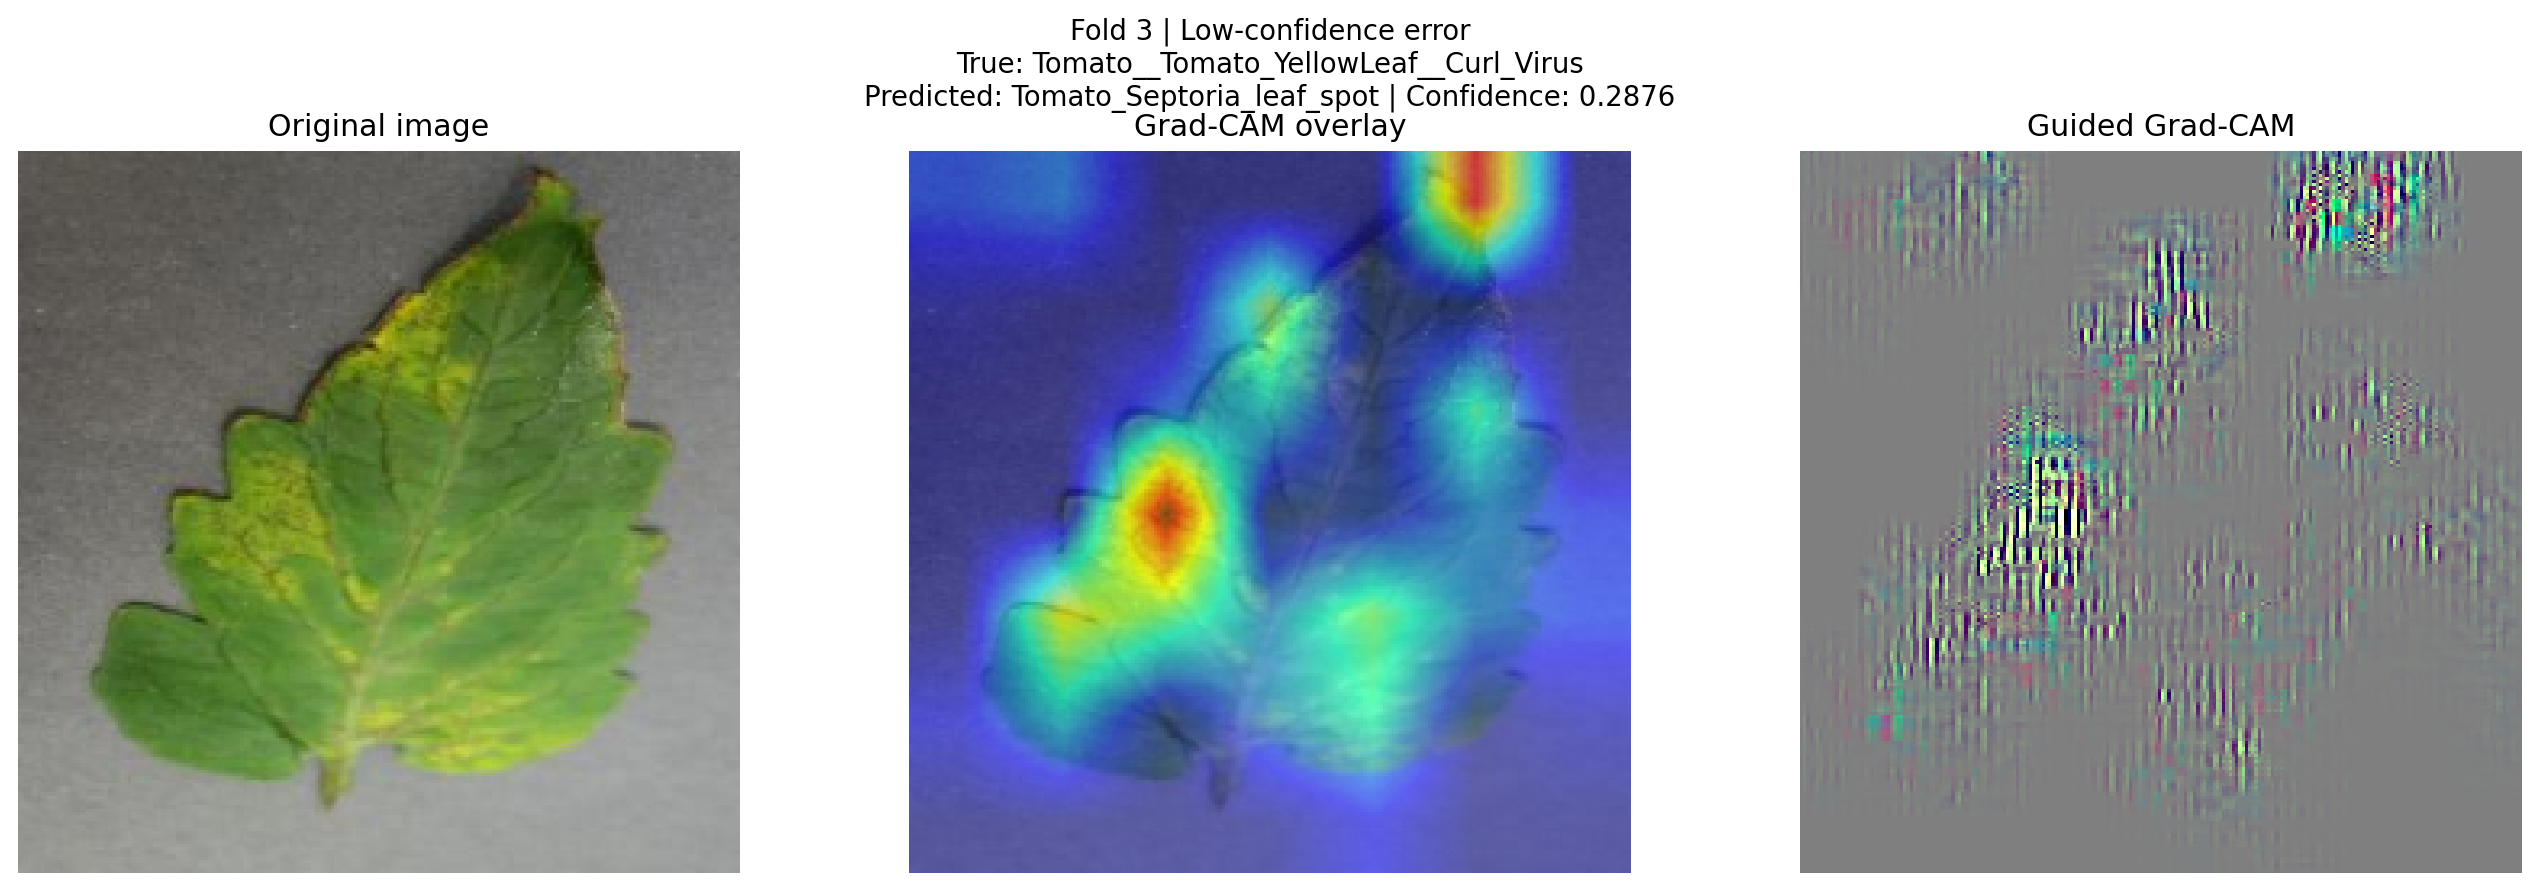 Fold 3 | Low-confidence error
True: Tomato__Tomato_YellowLeaf__Curl_Virus
Predicted: Tomato_Septoria_leaf_spot | Confidence: 0.2876
Original image
Grad-CAM overlay
Guided Grad-CAM